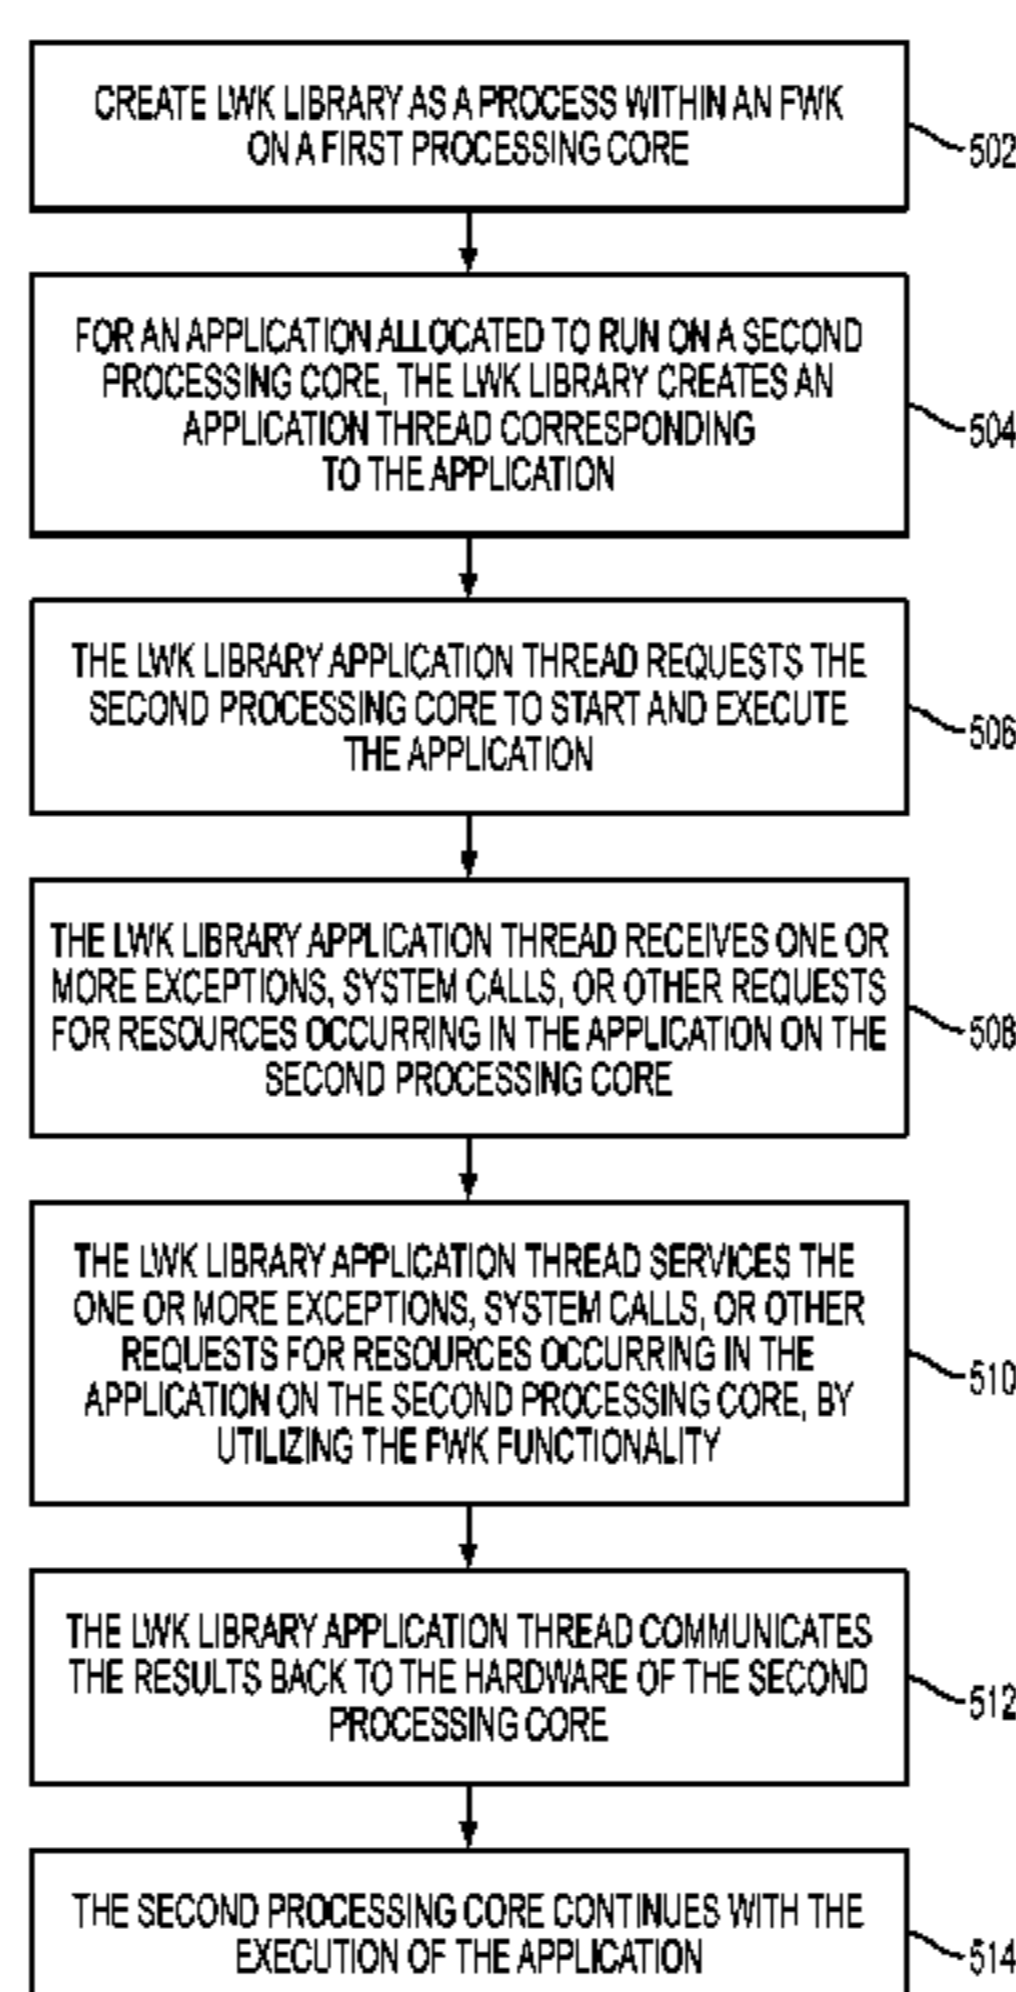 CREATE LWK LIBRARY AS A PROCESS WITHIN AN FWK
ON A FIRST PROCESSING CORE
502
FOR AN APPLICATION ALLOCATED TO RUN ON A SECOND
PROCESSING CORE, THE LWK LIBRARY CREATES AN
APPLICATION THREAD CORRESPONDING
TO THE APPLICATION
504
THE LWK LIBRARY APPLICATION THREAD REQUESTS THE
SECOND PROCESSING CORE TO START AND EXECUTE
THE APPLICATION
506
THE LWK LIBRARY APPLICATION THREAD RECEIVES ONE OR
MORE EXCEPTIONS, SYSTEM CALLS, OR OTHER REQUESTS
FOR RESOURCES OCCURRING IN THE APPLICATION ON THE
SECOND PROCESSING CORE
508
THE LWK LIBRARY APPLICATION THREAD SERVICES THE
ONE OR MORE EXCEPTIONS, SYSTEM CALLS, OR OTHER
REQUESTS FOR RESOURCES OCCURRING IN THE
APPLICATION ON THE SECOND PROCESSING CORE, BY
UTILIZING THE FWK FUNCTIONALITY
510
THE LWK LIBRARY APPLICATION THREAD COMMUNICATES
THE RESULTS BACK TO THE HARDWARE OF THE SECOND
PROCESSING CORE
512
THE SECOND PROCESSING CORE CONTINUES WITH THE
EXECUTION OF THE APPLICATION
514